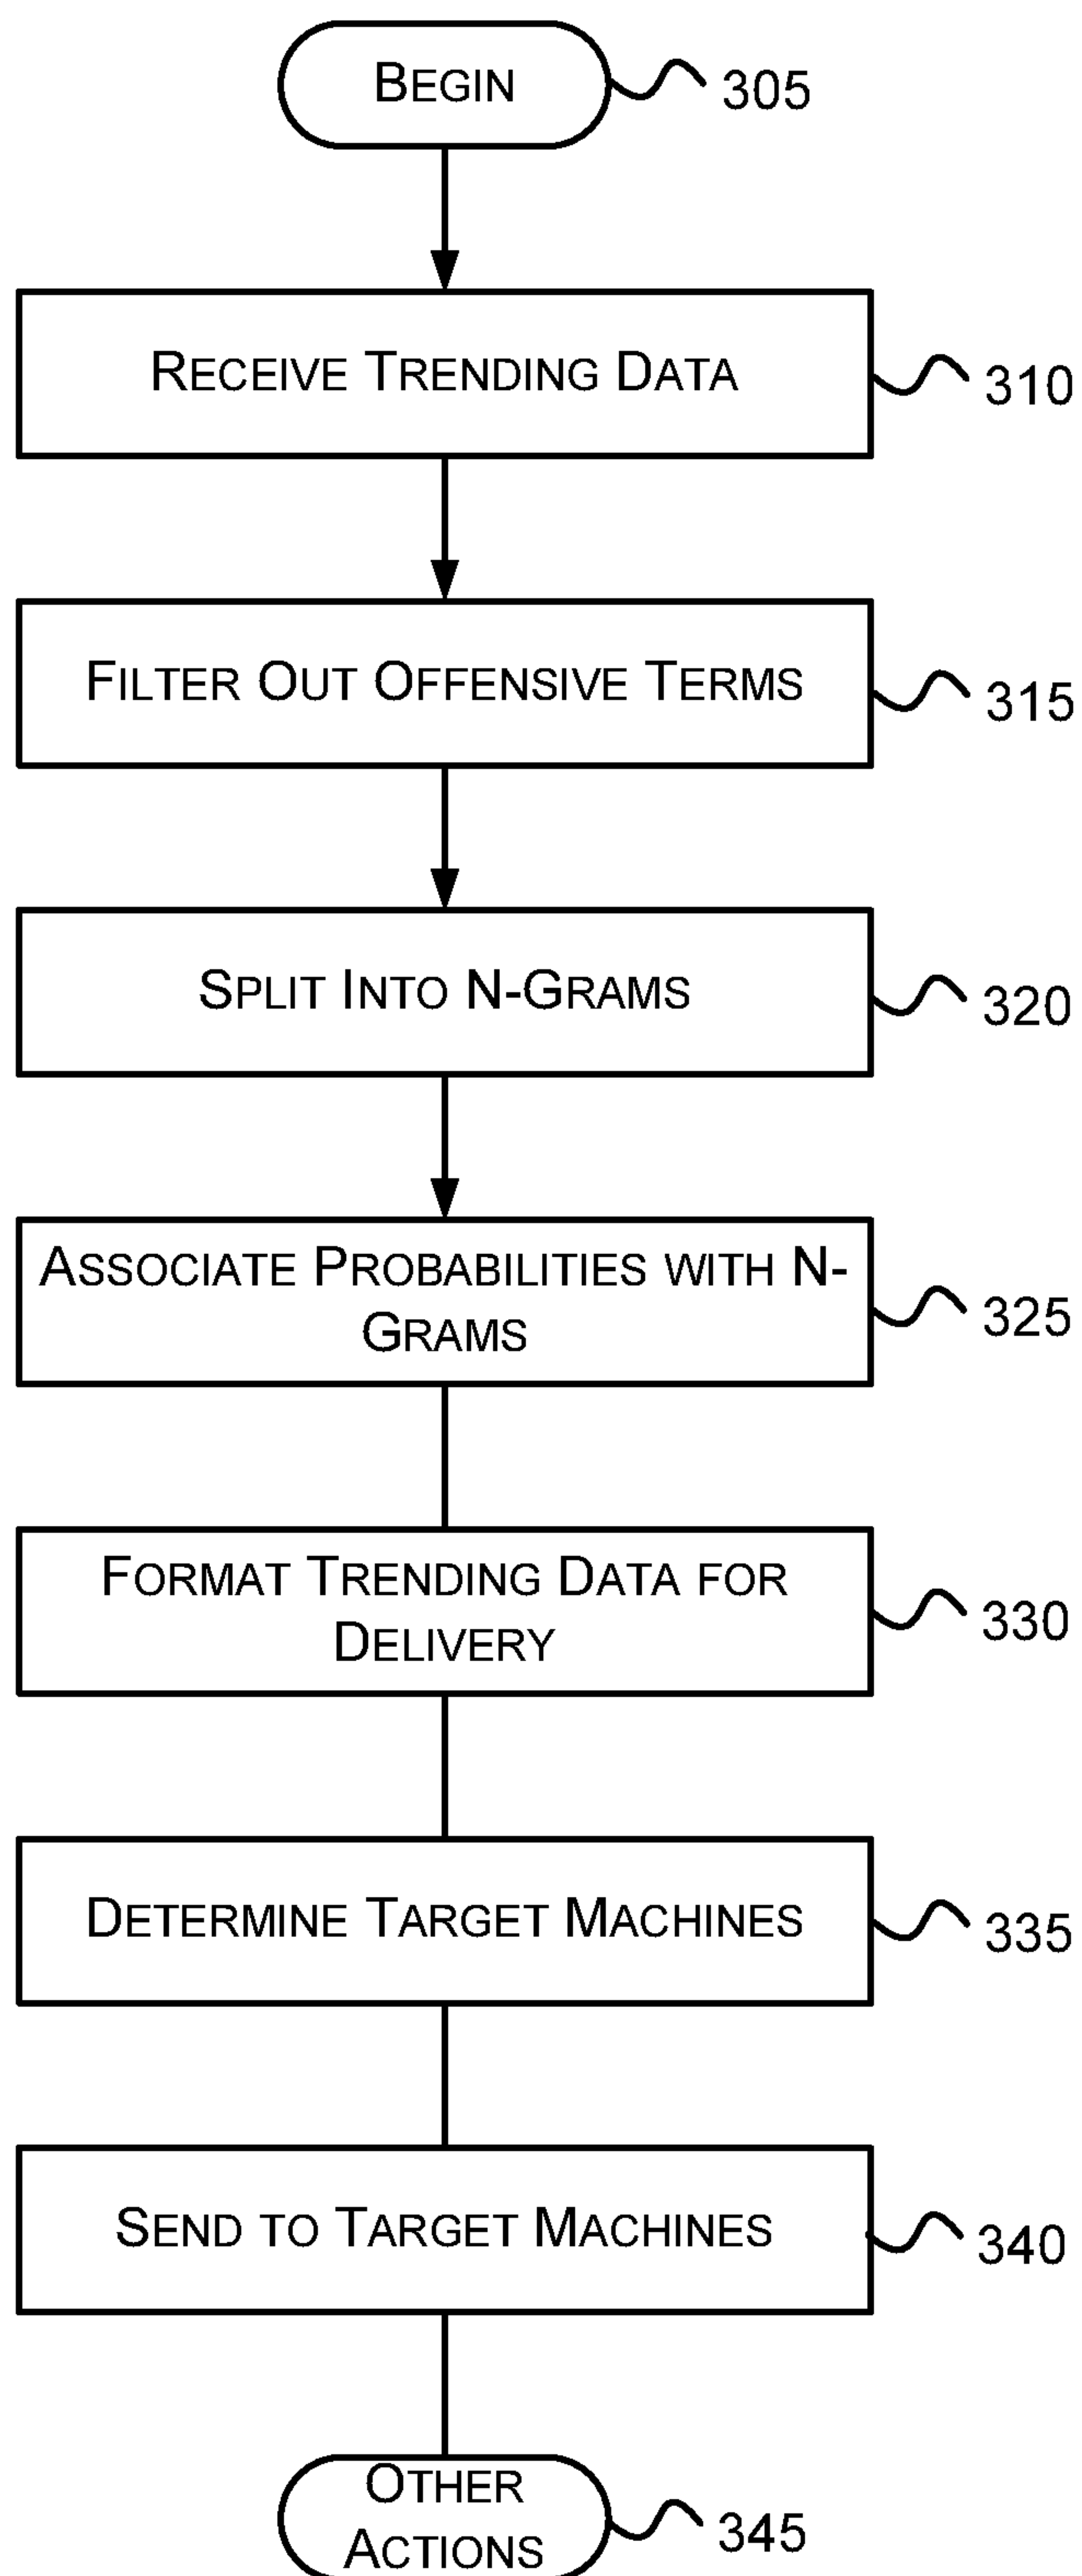 BEGIN
305
RECEIVE TRENDING DATA
310
FILTER OUT OFFENSIVE TERMS
315
SPLIT INTO N-GRAMS
320
ASSOCIATE PROBABILITIES WITH N-
GRAMS
325
FORMAT TRENDING DATA FOR
DELIVERY
330
DETERMINE TARGET MACHINES
335
SEND TO TARGET MACHINES
340
OTHER
ACTIONS
345